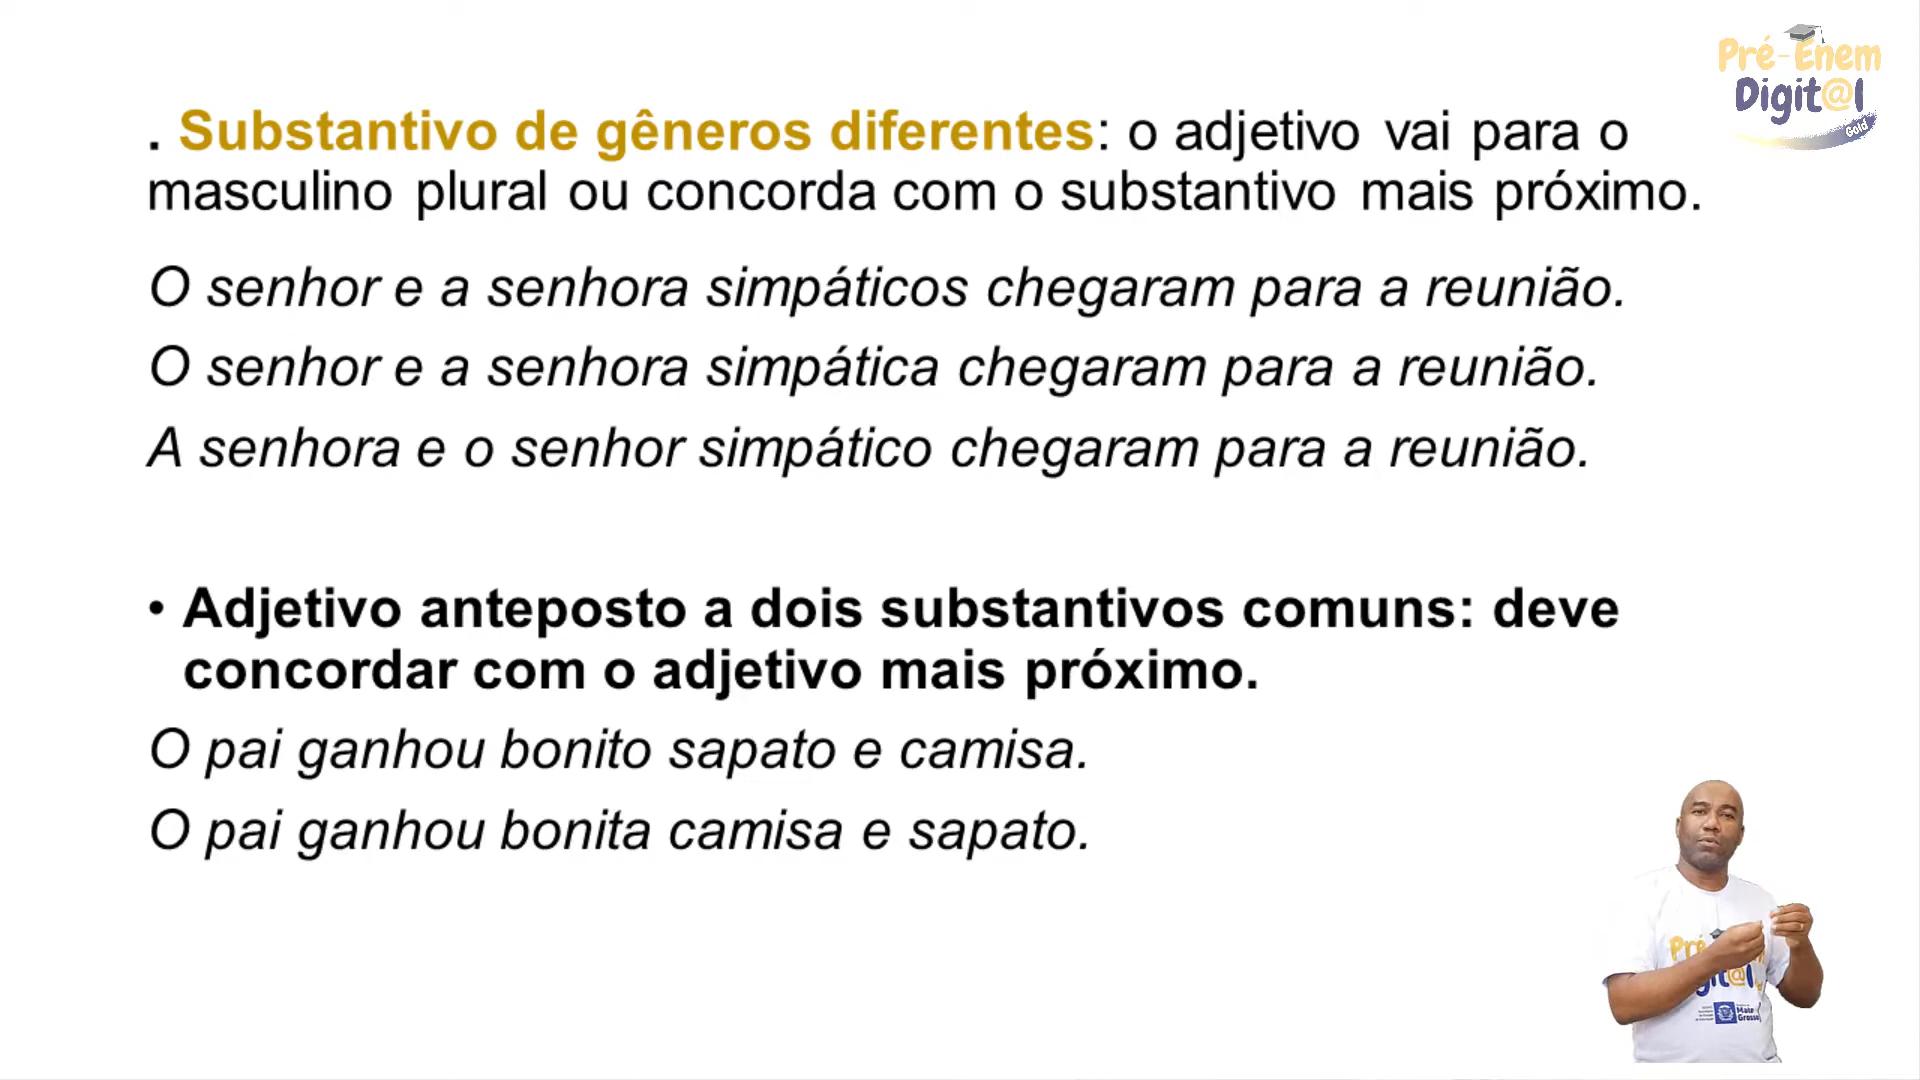 Pré-Enem
Digit@l
Gold
. Substantivo de gêneros diferentes: o adjetivo vai para o
masculino plural ou concorda com o substantivo mais próximo.
O senhor e a senhora simpáticos chegaram para a reunião.
O senhor e a senhora simpática chegaram para a reunião.
A senhora e o senhor simpático chegaram para a reunião.
• Adjetivo anteposto a dois substantivos comuns: deve
concordar com o adjetivo mais próximo.
O pai ganhou bonito sapato e camisa.
O pai ganhou bonita camisa e sapato.
Mato
Grosso